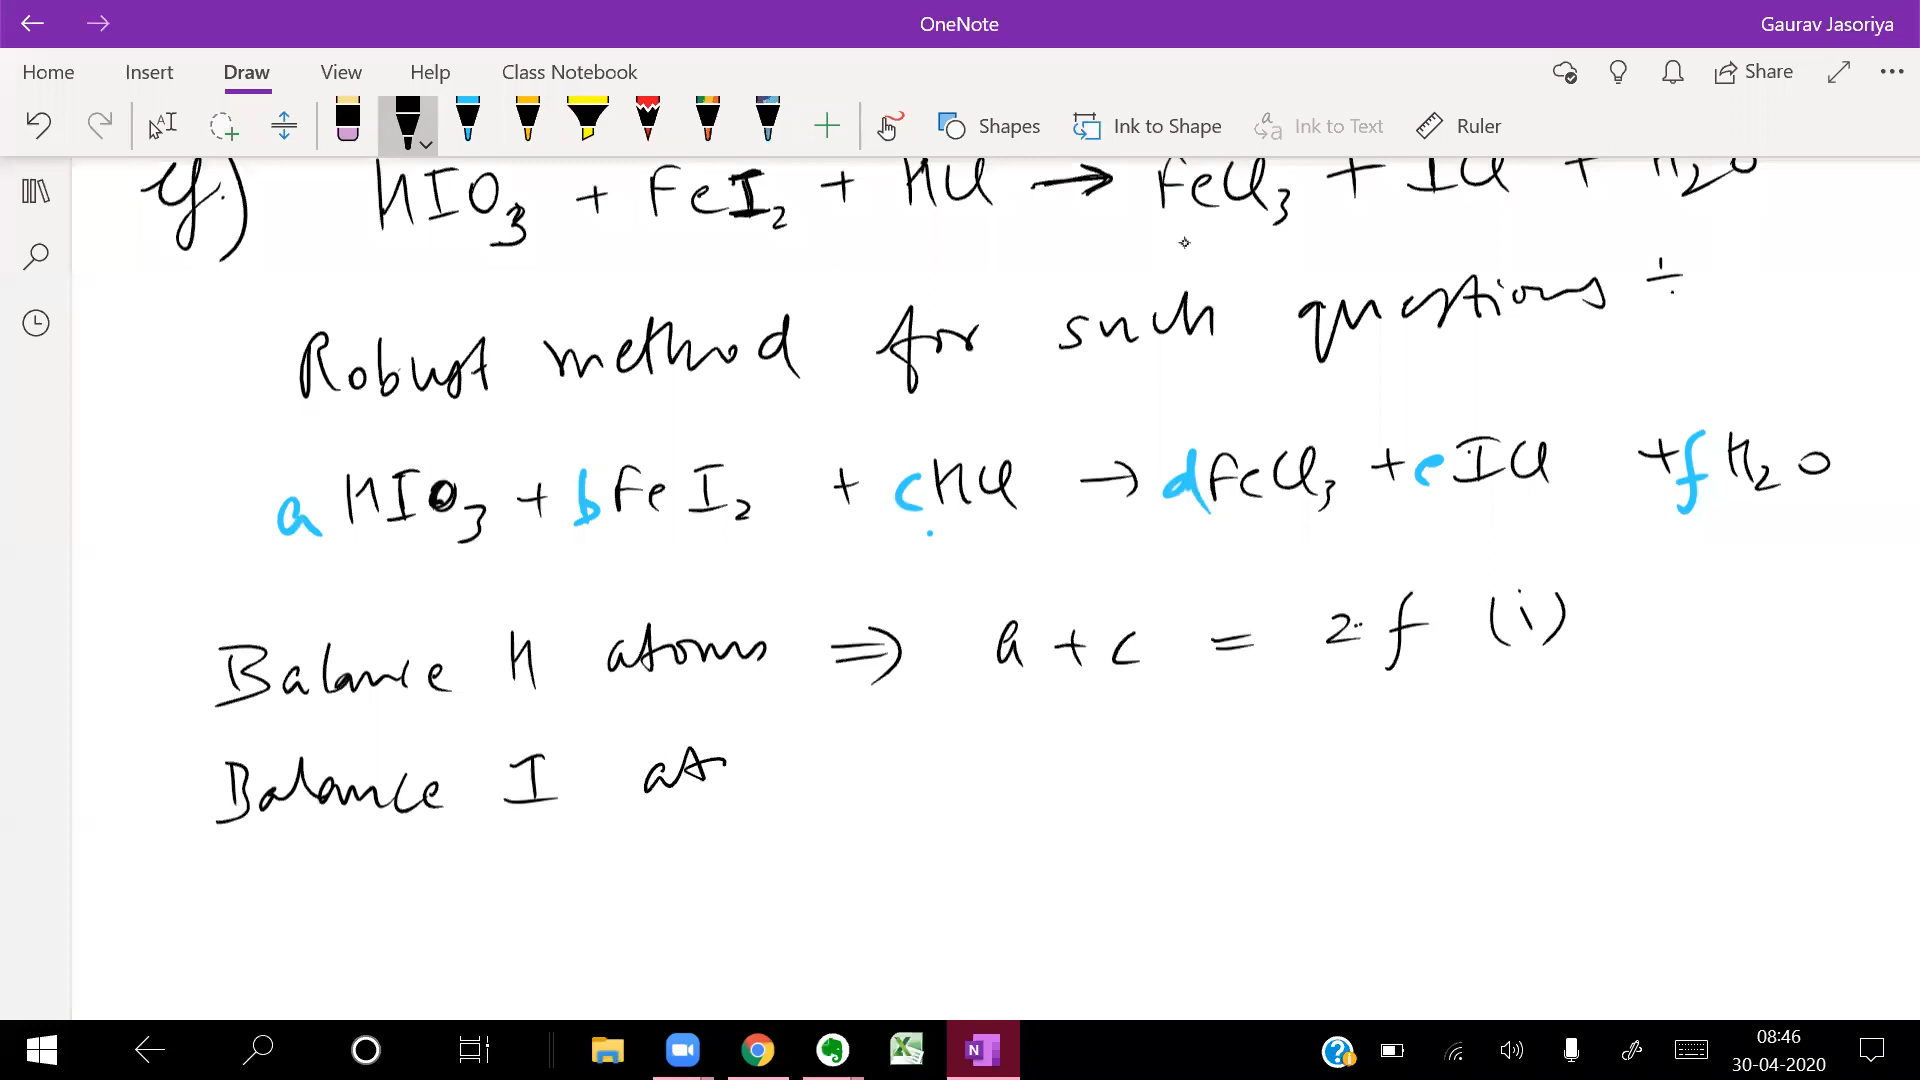 OneNote
Gaurav Jasoriya
Home Insert Draw View Help Class Notebook
Share
Shapes Ink to Shape Ink to Text Ruler
eg.) HIO3 + FeI2 + HCl → FeCl3 + ICl + H2O
Robust method for such questions ÷
a HIO3 + b FeI2 + c HCl → d FeCl3 + e ICl + f H2O
Balance H atoms ⇒ a + c = 2f (i)
Balance I at
08:46
30-04-2020